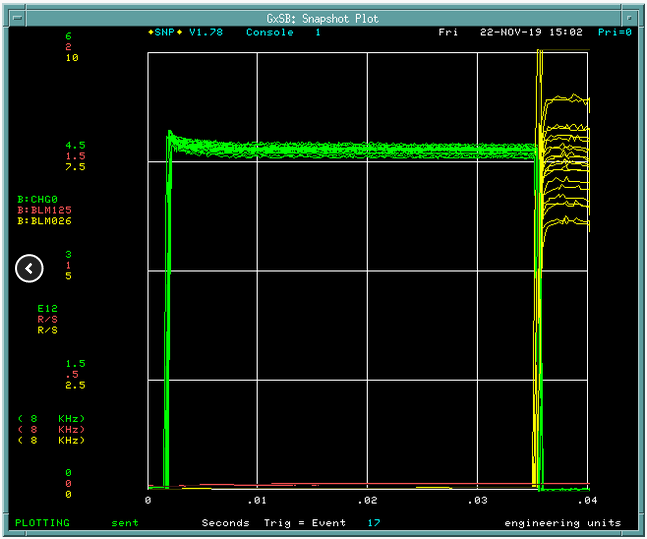 GxSB: Snapshot Plot
✦SNP✦ V1.78 Console 1 Fri 22-NOV-19 15:02 Pri=0
6
2
10
4.5
1.5
7.5
B:CHG0
B:BLM125
B:BLM026
3
1
5
E12
R/S
R/S
1.5
.5
2.5
( 8 KHz)
( 8 KHz)
( 8 KHz)
0
0
0
0 .01 .02 .03 .04
PLOTTING sent Seconds Trig = Event 17 engineering units